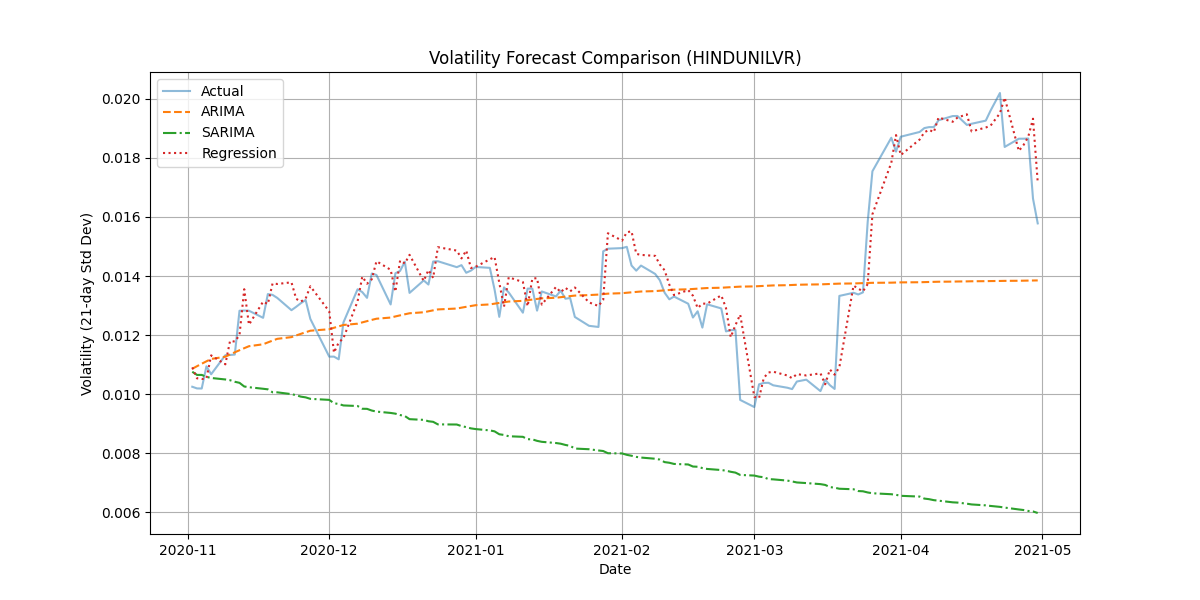 Volatility Forecast Comparison (HINDUNILVR)
Actual
ARIMA
SARIMA
Regression
Volatility (21-day Std Dev)
0.020
0.018
0.016
0.014
0.012
0.010
0.008
0.006
2020-11 2020-12 2021-01 2021-02 2021-03 2021-04 2021-05
Date